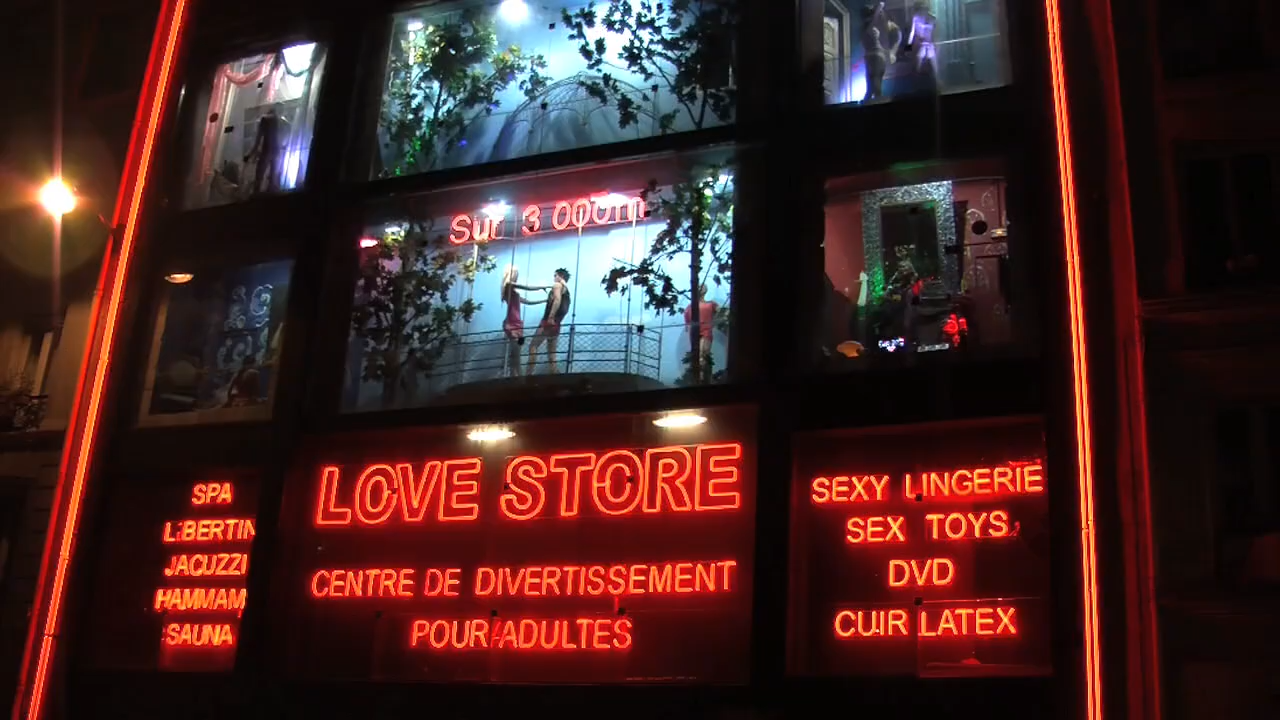 Sur 3 000m
LOVE STORE
CENTRE DE DIVERTISSEMENT
POUR ADULTES
SPA
LIBERTIN
JACUZZI
HAMMAM
SAUNA
SEXY LINGERIE
SEX TOYS
DVD
CUIR LATEX